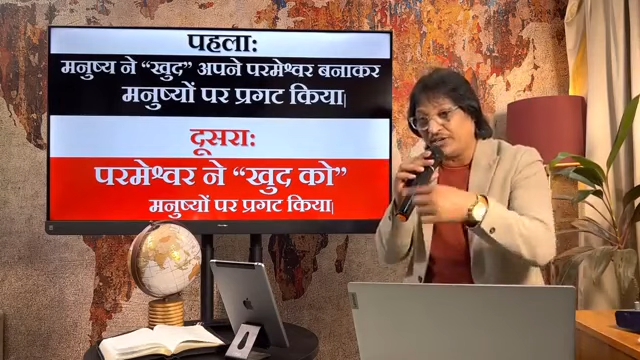 पहला:
मनुष्य ने “खुद” अपने परमेश्वर बनाकर
मनुष्यों पर प्रगट किया|
दूसरा:
परमेश्वर ने “खुद को”
मनुष्यों पर प्रगट किया|